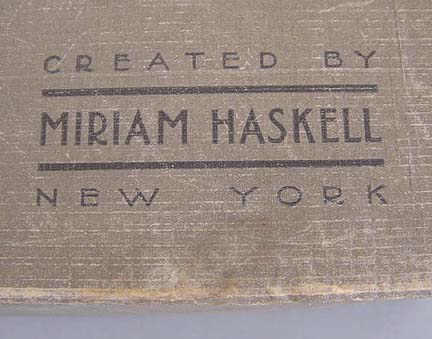 CREATED BY
MIRIAM HASKELL
NEW YORK